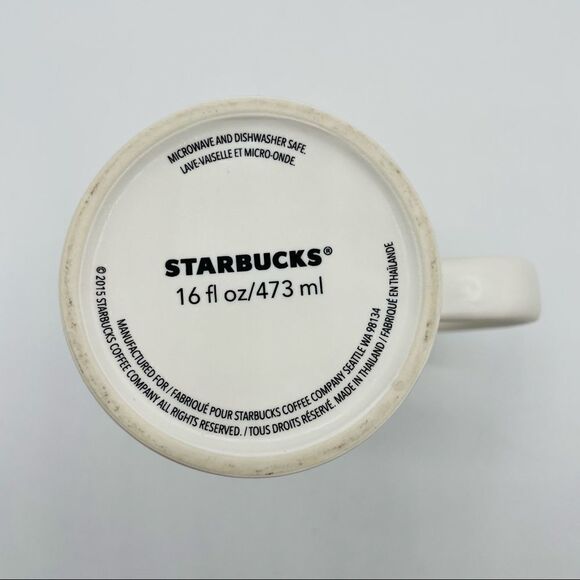 MICROWAVE AND DISHWASHER SAFE.
LAVE-VAISELLE ET MICRO-ONDE.
STARBUCKS®
16 fl oz/473 ml
MANUFACTURED FOR / FABRIQUÉ POUR STARBUCKS COFFEE COMPANY SEATTLE WA 98134
© 2015 STARBUCKS COFFEE COMPANY ALL RIGHTS RESERVED. / TOUS DROITS RÉSERVÉ. MADE IN THAILAND / FABRIQUÉ EN THAÏLANDE